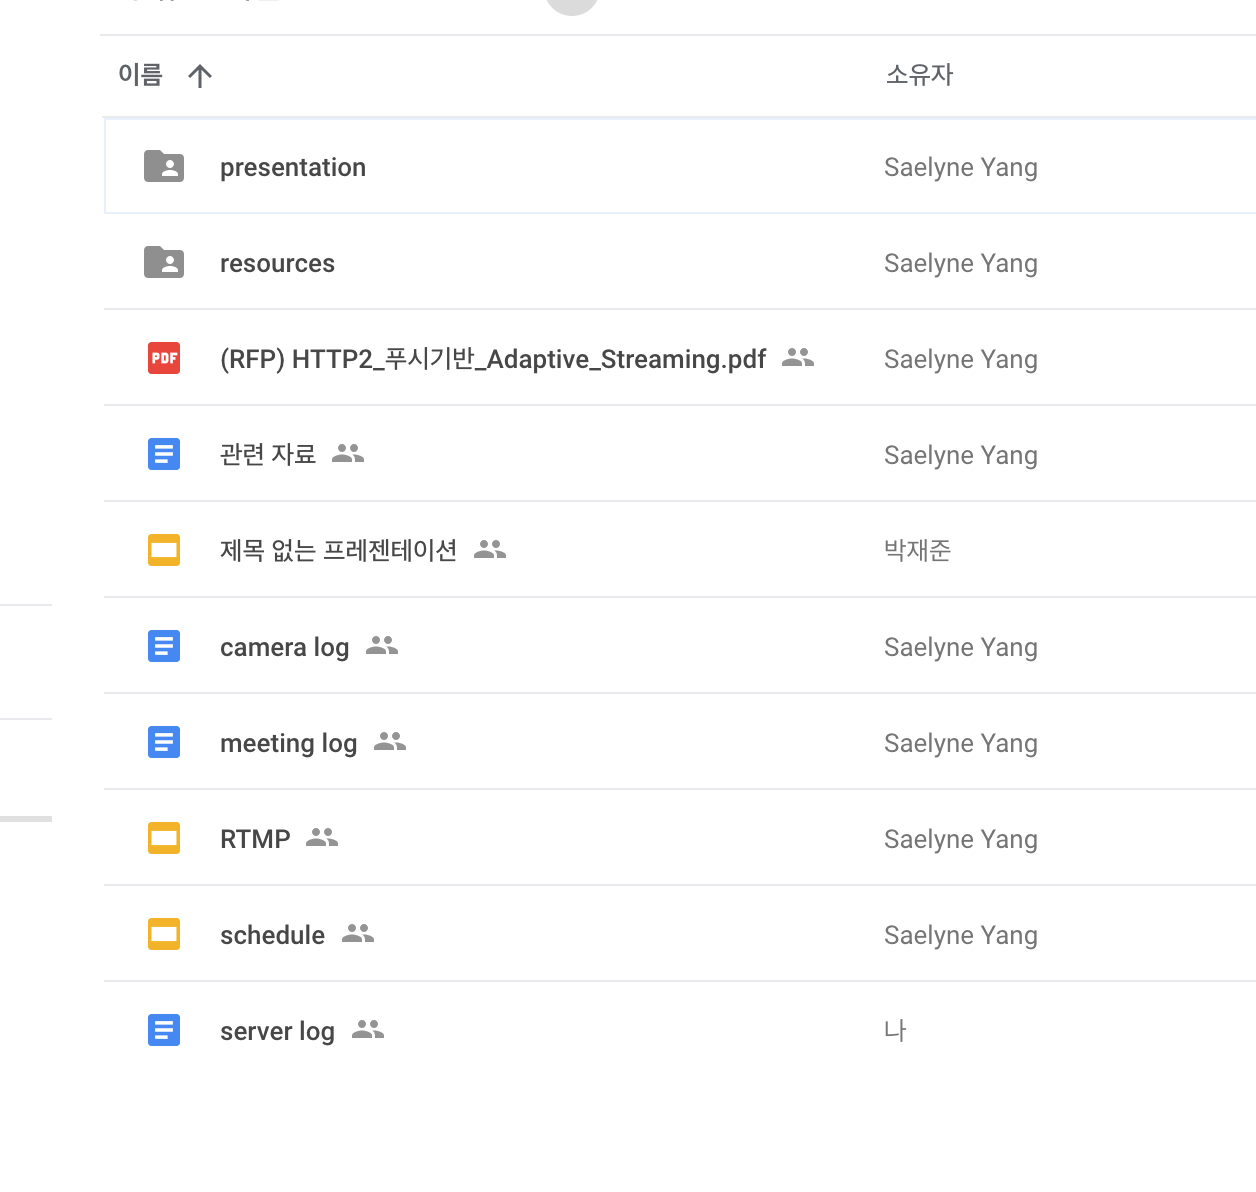 이름 소유자
presentation Saelyne Yang
resources Saelyne Yang
PDF (RFP) HTTP2_푸시기반_Adaptive_Streaming.pdf Saelyne Yang
관련 자료 Saelyne Yang
제목 없는 프레젠테이션 박재준
camera log Saelyne Yang
meeting log Saelyne Yang
RTMP Saelyne Yang
schedule Saelyne Yang
server log 나